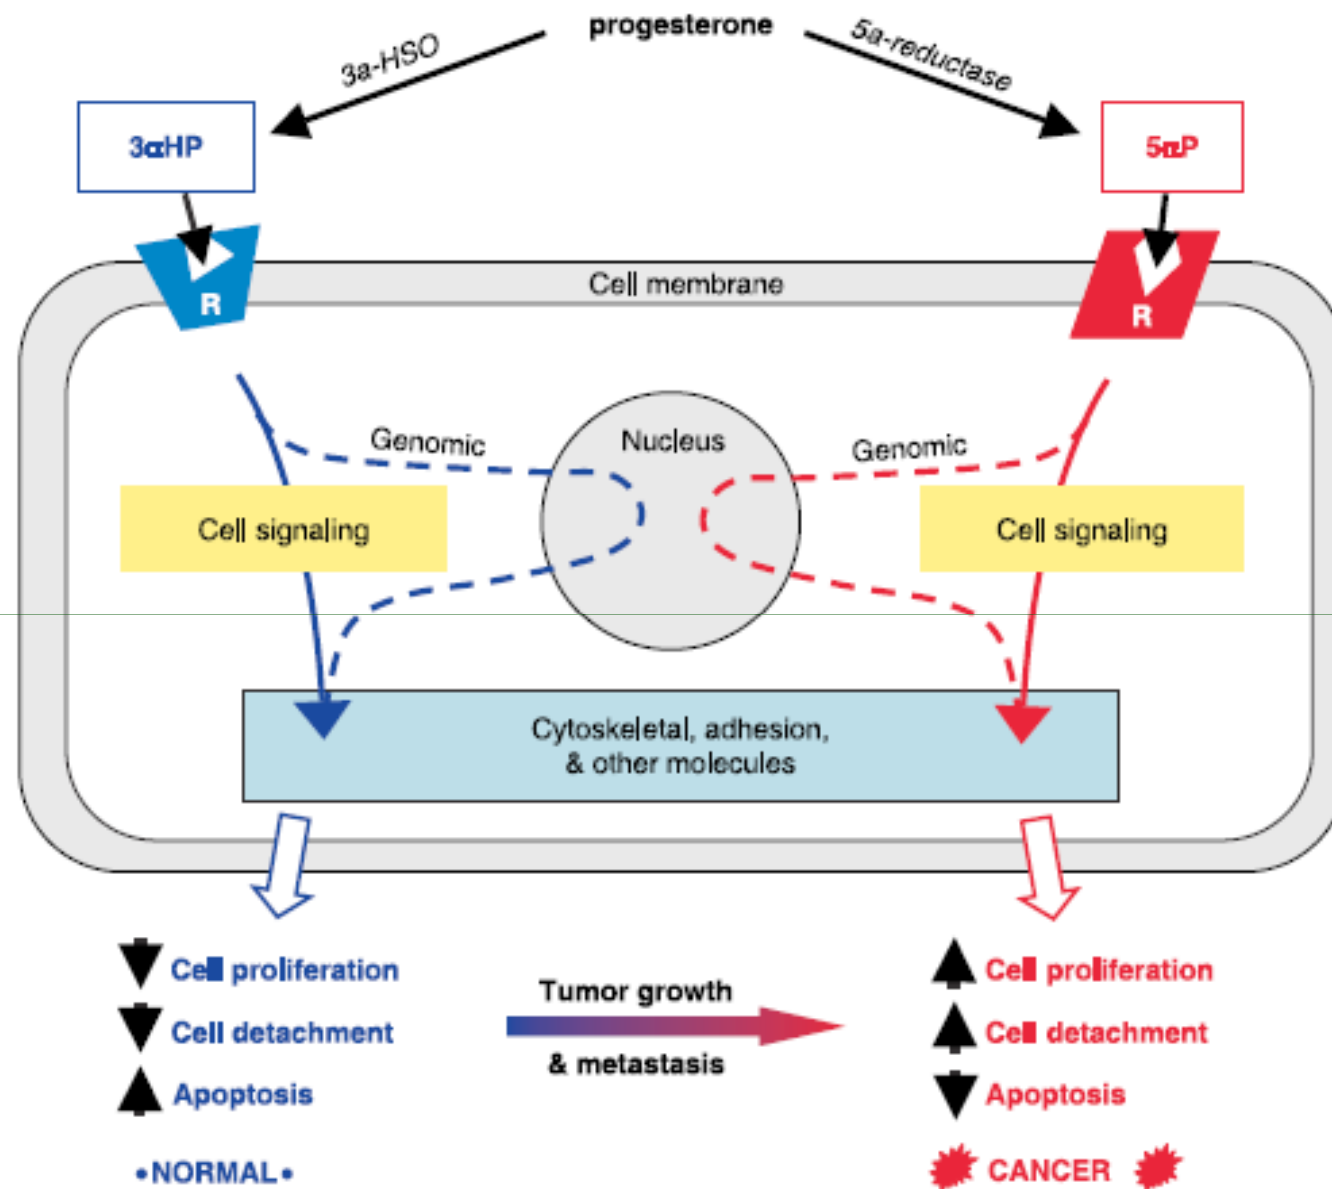 progesterone
3a-HSO
5a-reductase
3αHP
5αP
R
Cell membrane
R
Genomic
Nucleus
Genomic
Cell signaling
Cell signaling
Cytoskeletal, adhesion,
& other molecules
Cell proliferation
Cell detachment
Apoptosis
•NORMAL•
Tumor growth
& metastasis
Cell proliferation
Cell detachment
Apoptosis
CANCER